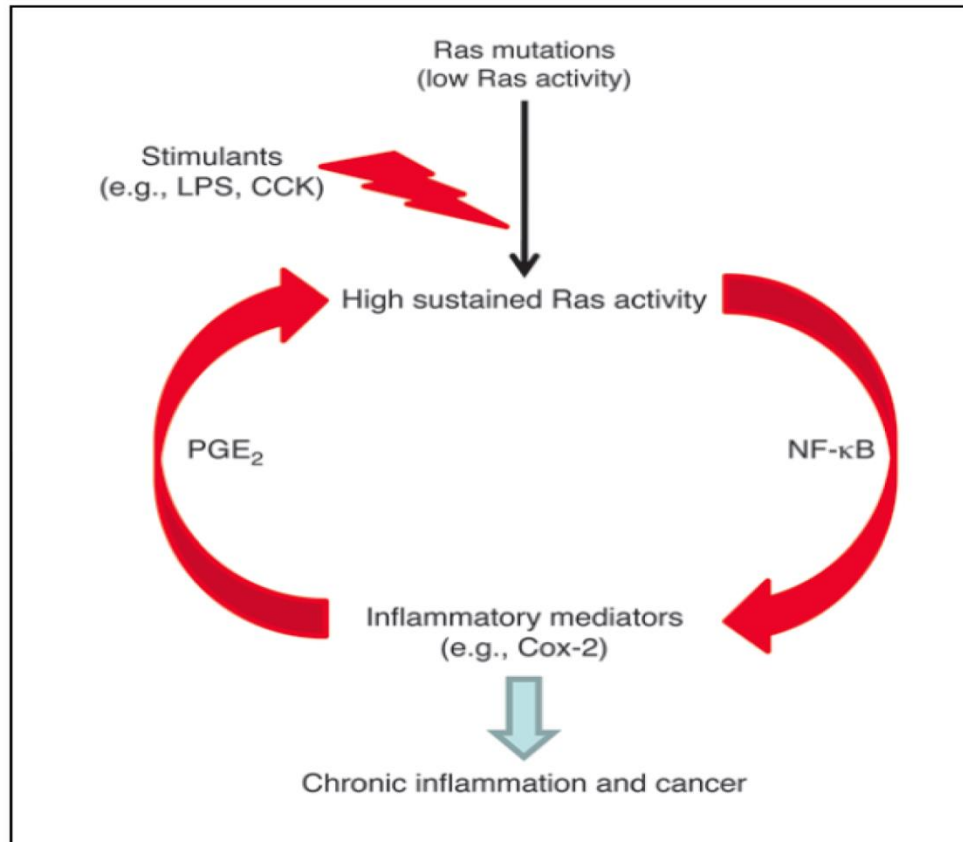 Ras mutations
(low Ras activity)
Stimulants
(e.g., LPS, CCK)
High sustained Ras activity
PGE₂
NF-κB
Inflammatory mediators
(e.g., Cox-2)
Chronic inflammation and cancer